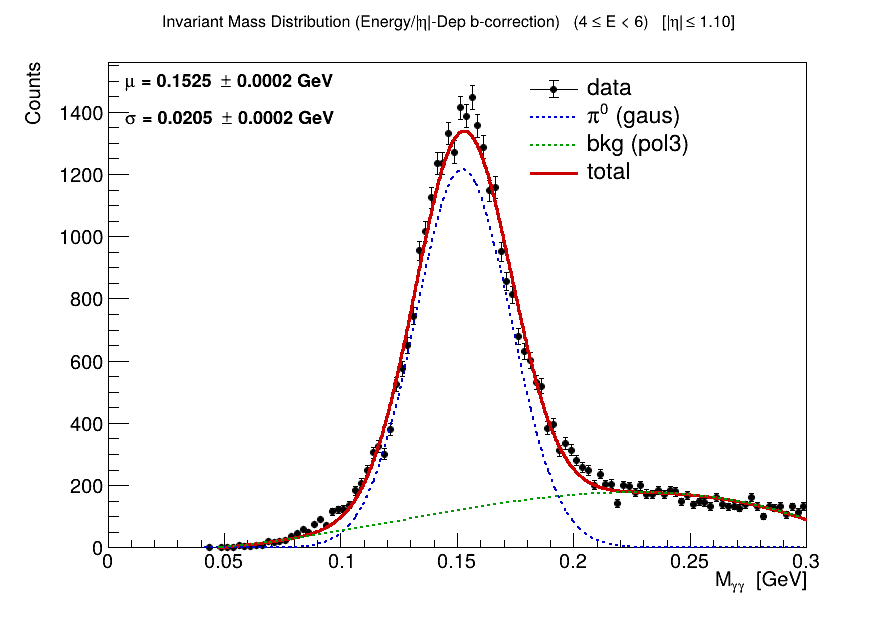 Invariant Mass Distribution (Energy/|η|-Dep b-correction) (4 ≤ E < 6) [|η| ≤ 1.10]
Counts
μ = 0.1525 ± 0.0002 GeV
σ = 0.0205 ± 0.0002 GeV
data
π⁰ (gaus)
bkg (pol3)
total
1400
1200
1000
800
600
400
200
0
0 0.05 0.1 0.15 0.2 0.25 0.3
Mγγ [GeV]